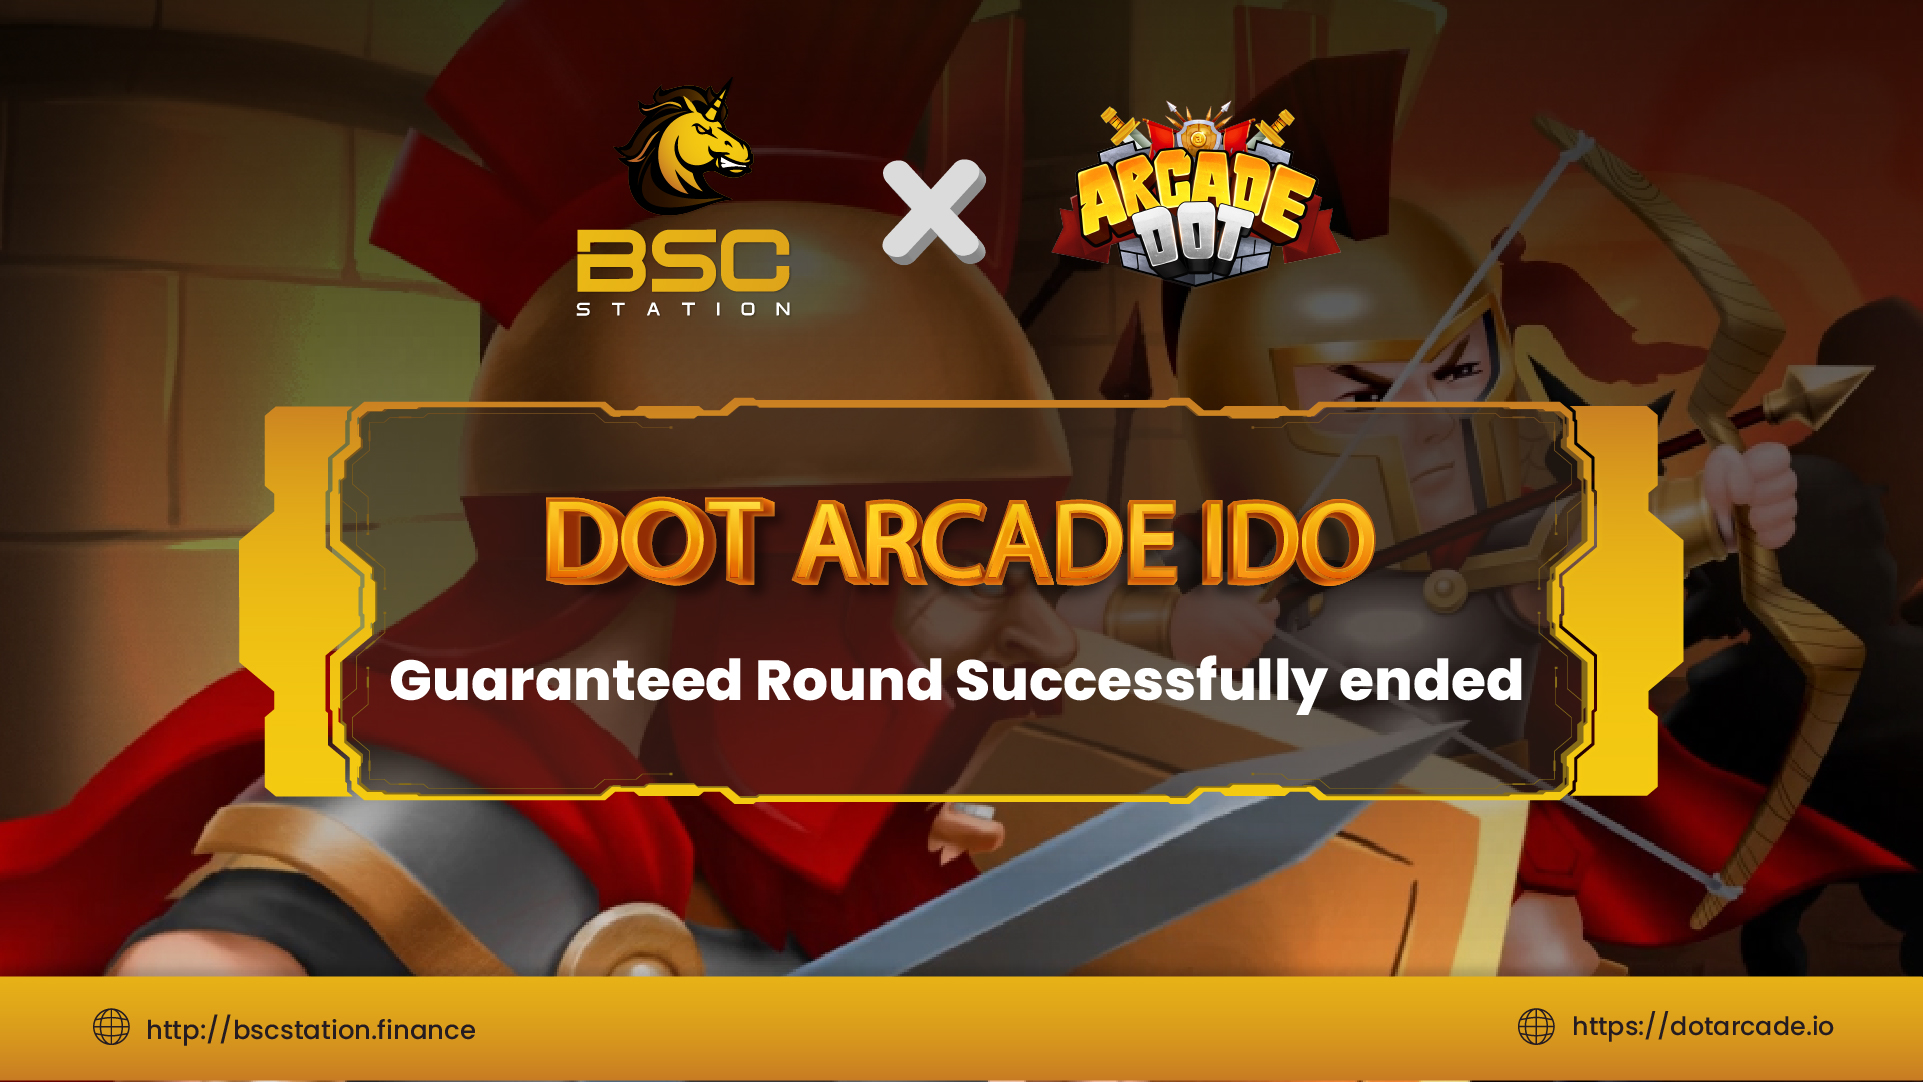 BSC
STATION
ARCADE
DOT
DOT ARCADE IDO
Guaranteed Round Successfully ended
http://bscstation.finance
https://dotarcade.io